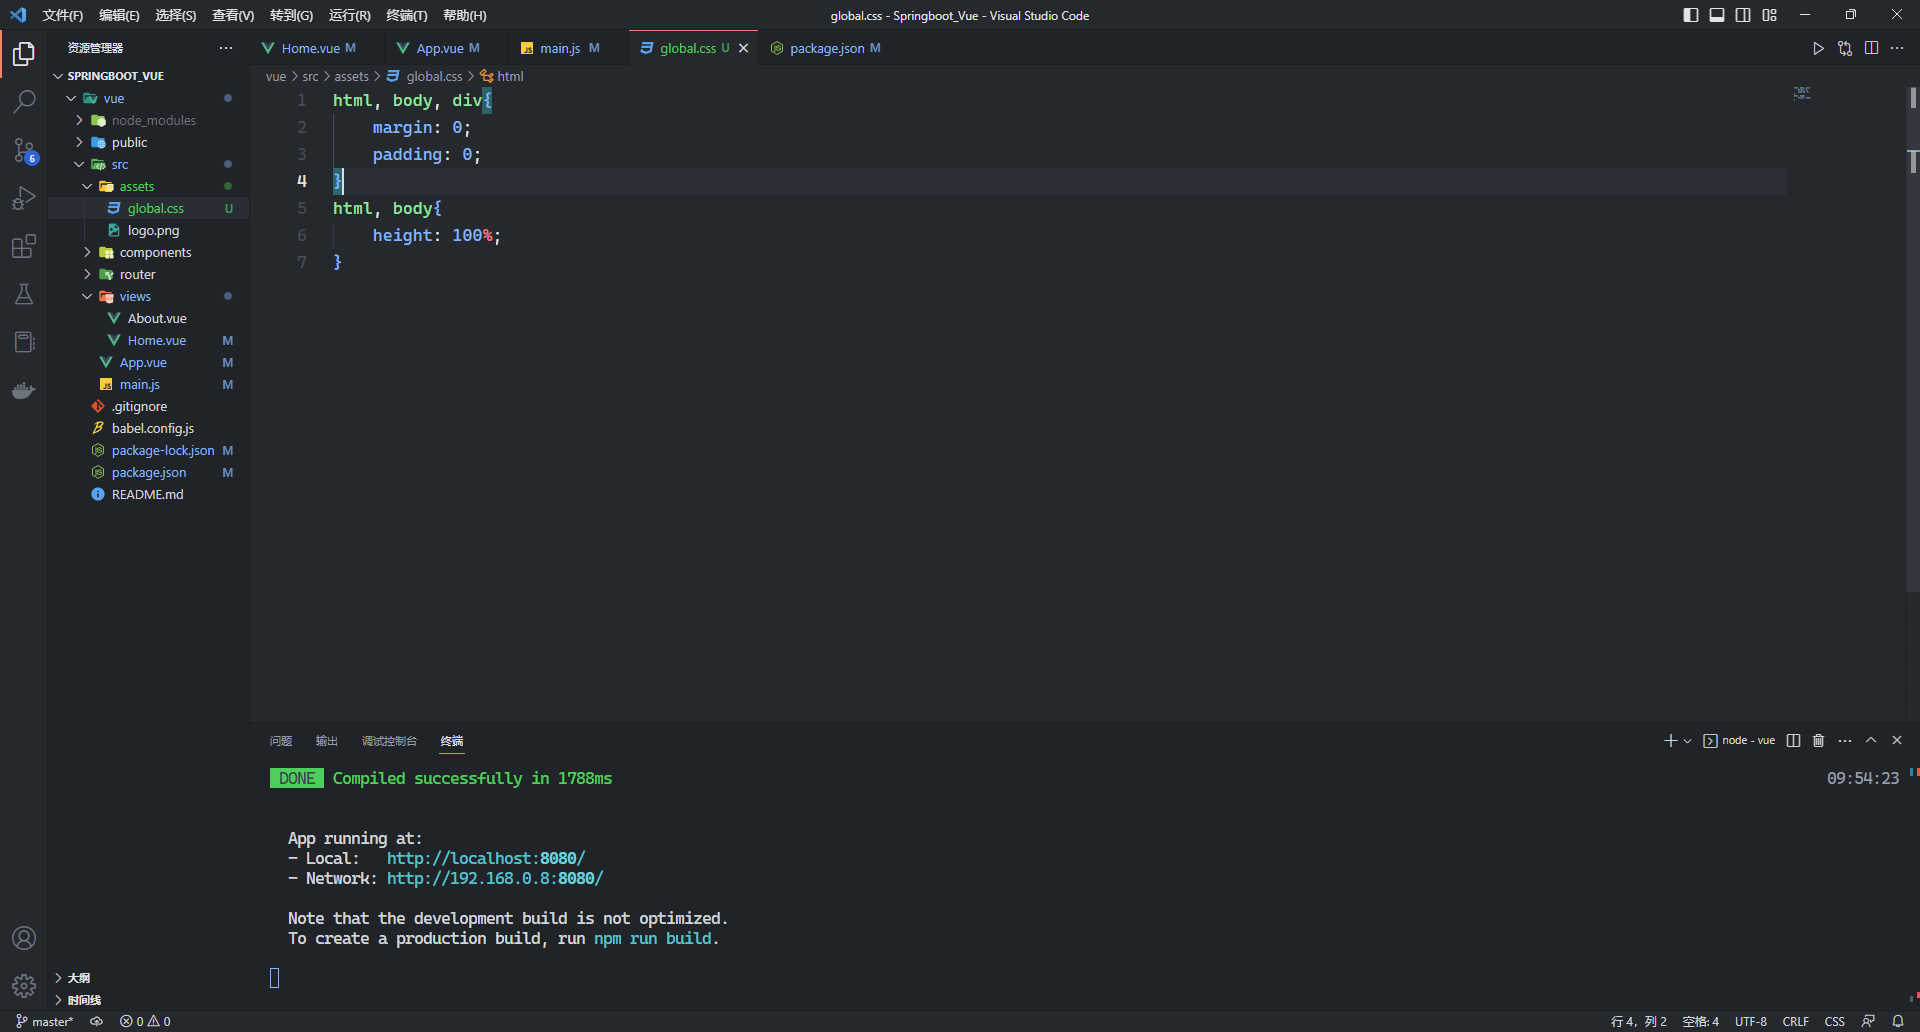 文件(F) 编辑(E) 选择(S) 查看(V) 转到(G) 运行(R) 终端(T) 帮助(H)
global.css - Springboot_Vue - Visual Studio Code
资源管理器
SPRINGBOOT_VUE
vue
node_modules
public
src
assets
global.css U
logo.png
components
router
views
About.vue
Home.vue M
App.vue M
main.js M
.gitignore
babel.config.js
package-lock.json M
package.json M
README.md
大纲
时间线
6
Home.vue M App.vue M main.js M global.css U package.json M
vue > src > assets > global.css > html
1 html, body, div{
2 margin: 0;
3 padding: 0;
4 }
5 html, body{
6 height: 100%;
7 }
问题 输出 调试控制台 终端
node - vue
DONE Compiled successfully in 1788ms 09:54:23
App running at:
- Local: http://localhost:8080/
- Network: http://192.168.0.8:8080/
Note that the development build is not optimized.
To create a production build, run npm run build.
master* 0 0
行 4，列 2 空格: 4 UTF-8 CRLF CSS